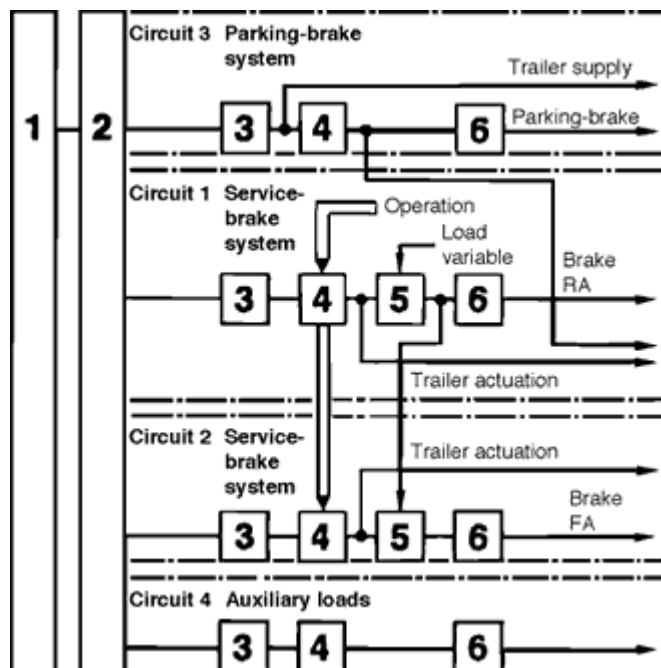 Circuit 3 Parking-brake
system
Trailer supply
1 2 3 4 6 Parking-brake
Circuit 1 Service-
brake
system
Operation
Load
variable
Brake
RA
3 4 5 6
Trailer actuation
Circuit 2 Service-
brake
system
Trailer actuation
Brake
FA
3 4 5 6
Circuit 4 Auxiliary loads
3 4 6